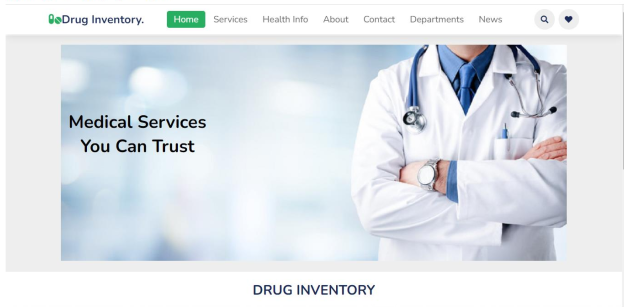 Drug Inventory.
Home Services Health Info About Contact Departments News
Medical Services
You Can Trust
DRUG INVENTORY